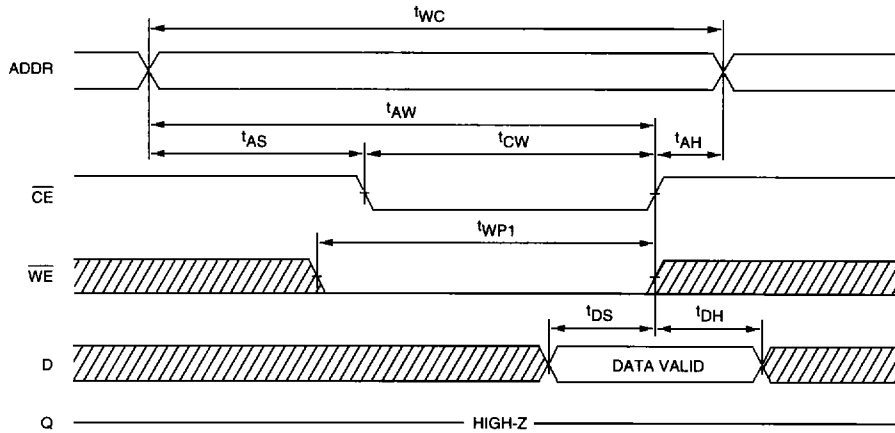 tWC
ADDR
tAW
tAS
tCW
tAH
CE
tWP1
WE
tDS
tDH
D
DATA VALID
Q
HIGH-Z